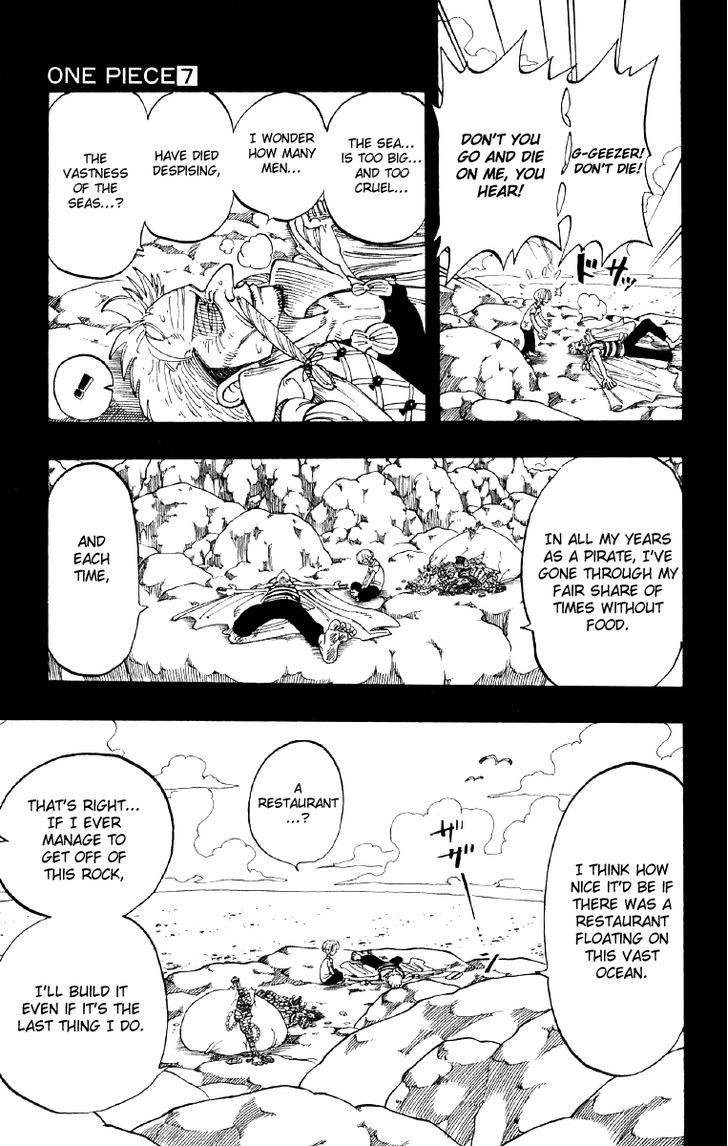 ONE PIECE 7
G-GEEZER!
DON'T DIE!
DON'T YOU
GO AND DIE
ON ME, YOU
HEAR!
ドサッ
THE SEA...
IS TOO BIG...
AND TOO
CRUEL...
I WONDER
HOW MANY
MEN...
HAVE DIED
DESPISING,
THE
VASTNESS
OF THE
SEAS...?
!!
IN ALL MY YEARS
AS A PIRATE, I'VE
GONE THROUGH MY
FAIR SHARE OF
TIMES WITHOUT
FOOD.
AND
EACH
TIME,
I THINK HOW
NICE IT'D BE IF
THERE WAS A
RESTAURANT
FLOATING ON
THIS VAST
OCEAN.
ザザ
A
RESTAURANT
...?
THAT'S RIGHT...
IF I EVER
MANAGE TO
GET OFF OF
THIS ROCK,
I'LL BUILD IT
EVEN IF IT'S THE
LAST THING I DO.